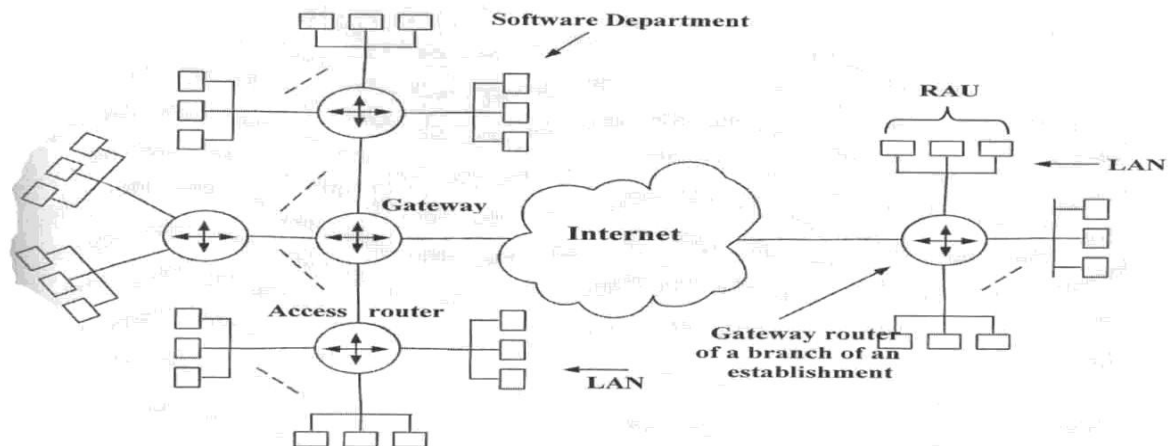 Software Department
RAU
LAN
Gateway
Internet
Access router
Gateway router
of a branch of an
establishment
LAN